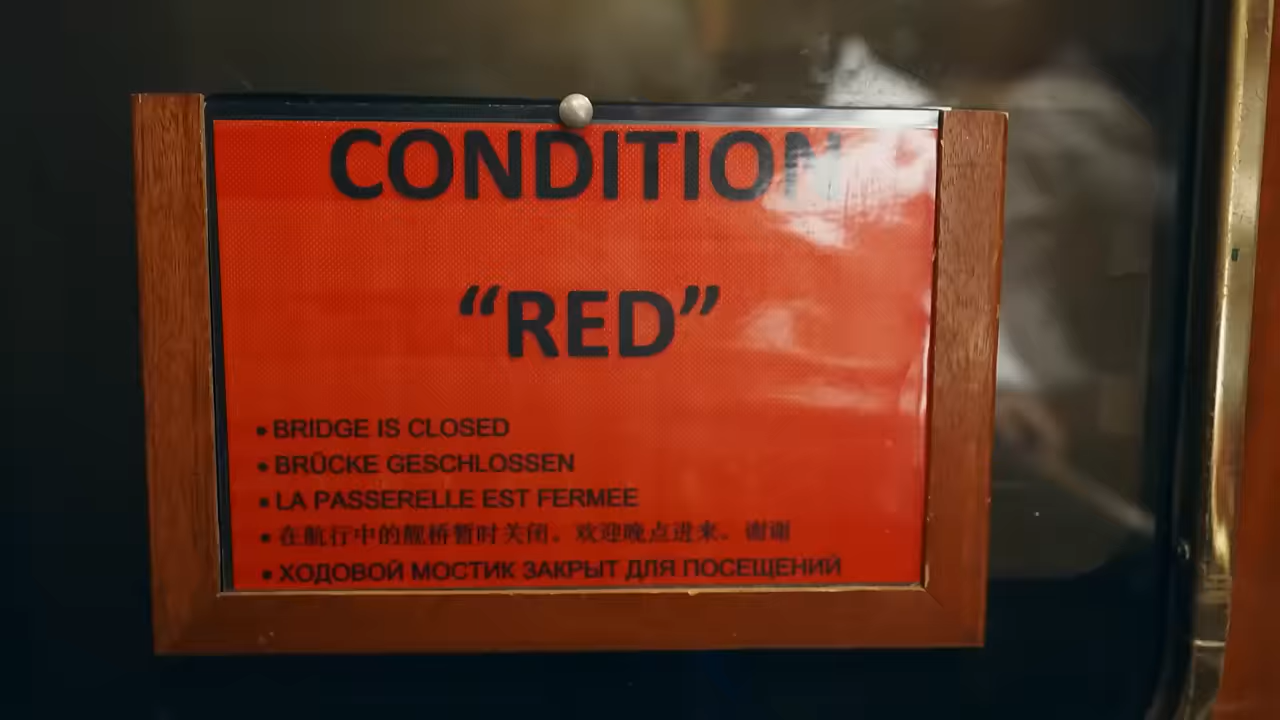 CONDITION
“RED”
• BRIDGE IS CLOSED
• BRÜCKE GESCHLOSSEN
• LA PASSERELLE EST FERMEE
• 在航行中的舰桥暂时关闭。欢迎晚点进来。谢谢
• ХОДОВОЙ МОСТИК ЗАКРЫТ ДЛЯ ПОСЕЩЕНИЙ